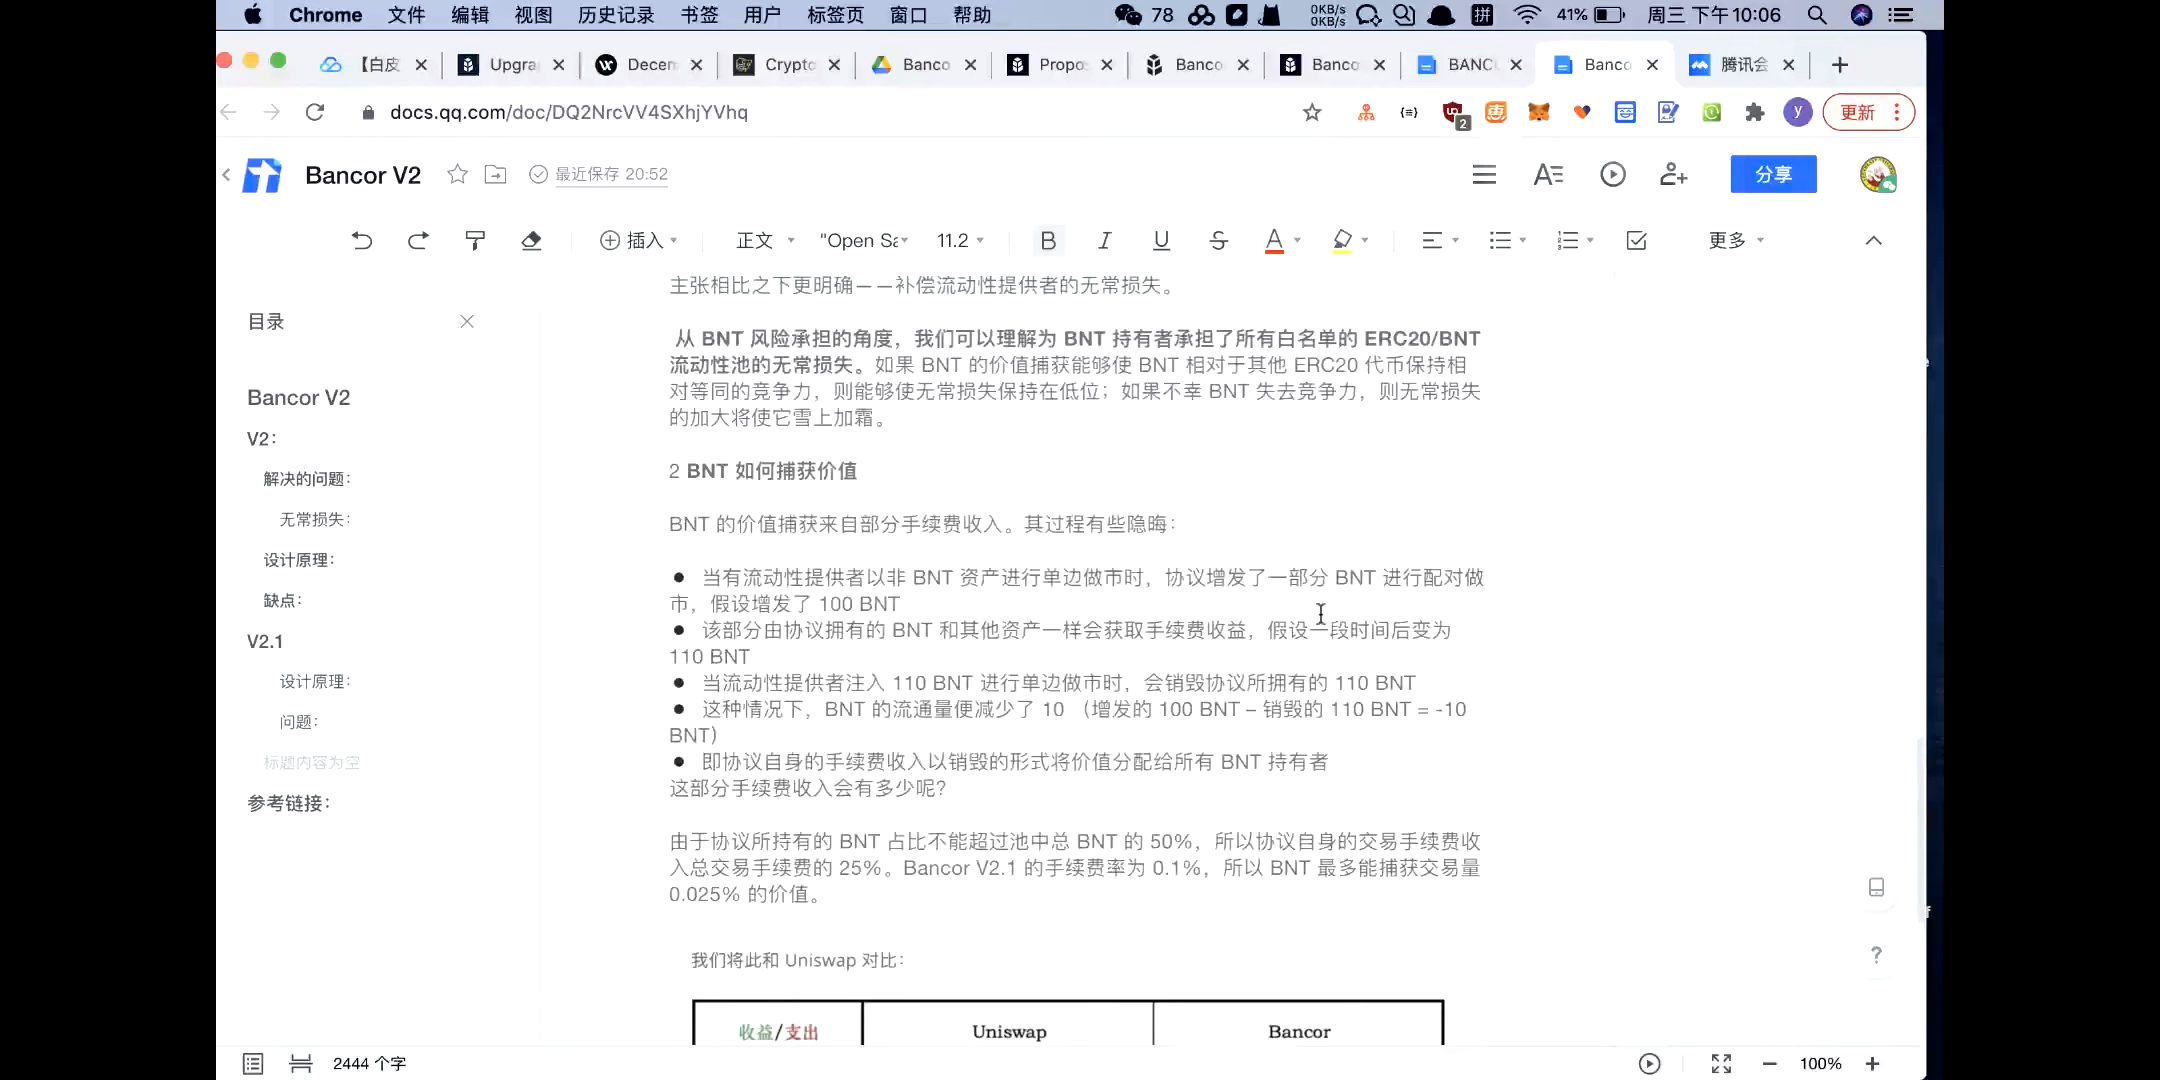 Chrome 文件 编辑 视图 历史记录 书签 用户 标签页 窗口 帮助 78 0KB/s 0KB/s 拼 41% 周三 下午10:06
【白皮 Upgra Decen Crypto Banco Propo Banco Banco BANC Banco 腾讯会
docs.qq.com/doc/DQ2NrcVV4SXhjYVhq 2 y 更新
Bancor V2 最近保存 20:52 分享
插入 正文 "Open Sa 11.2 B I U S A 更多
目录
Bancor V2
V2：
解决的问题：
无常损失：
设计原理：
缺点：
V2.1
设计原理：
问题：
标题内容为空
参考链接：
主张相比之下更明确——补偿流动性提供者的无常损失。
从 BNT 风险承担的角度，我们可以理解为 BNT 持有者承担了所有白名单的 ERC20/BNT
流动性池的无常损失。如果 BNT 的价值捕获能够使 BNT 相对于其他 ERC20 代币保持相
对等同的竞争力，则能够使无常损失保持在低位；如果不幸 BNT 失去竞争力，则无常损失
的加大将使它雪上加霜。
2 BNT 如何捕获价值
BNT 的价值捕获来自部分手续费收入。其过程有些隐晦：
● 当有流动性提供者以非 BNT 资产进行单边做市时，协议增发了一部分 BNT 进行配对做
市，假设增发了 100 BNT
● 该部分由协议拥有的 BNT 和其他资产一样会获取手续费收益，假设一段时间后变为
110 BNT
● 当流动性提供者注入 110 BNT 进行单边做市时，会销毁协议所拥有的 110 BNT
● 这种情况下，BNT 的流通量便减少了 10 （增发的 100 BNT – 销毁的 110 BNT = -10
BNT）
● 即协议自身的手续费收入以销毁的形式将价值分配给所有 BNT 持有者
这部分手续费收入会有多少呢？
由于协议所持有的 BNT 占比不能超过池中总 BNT 的 50%，所以协议自身的交易手续费收
入总交易手续费的 25%。Bancor V2.1 的手续费率为 0.1%，所以 BNT 最多能捕获交易量
0.025% 的价值。
我们将此和 Uniswap 对比：
收益/支出 Uniswap Bancor
2444 个字 100%